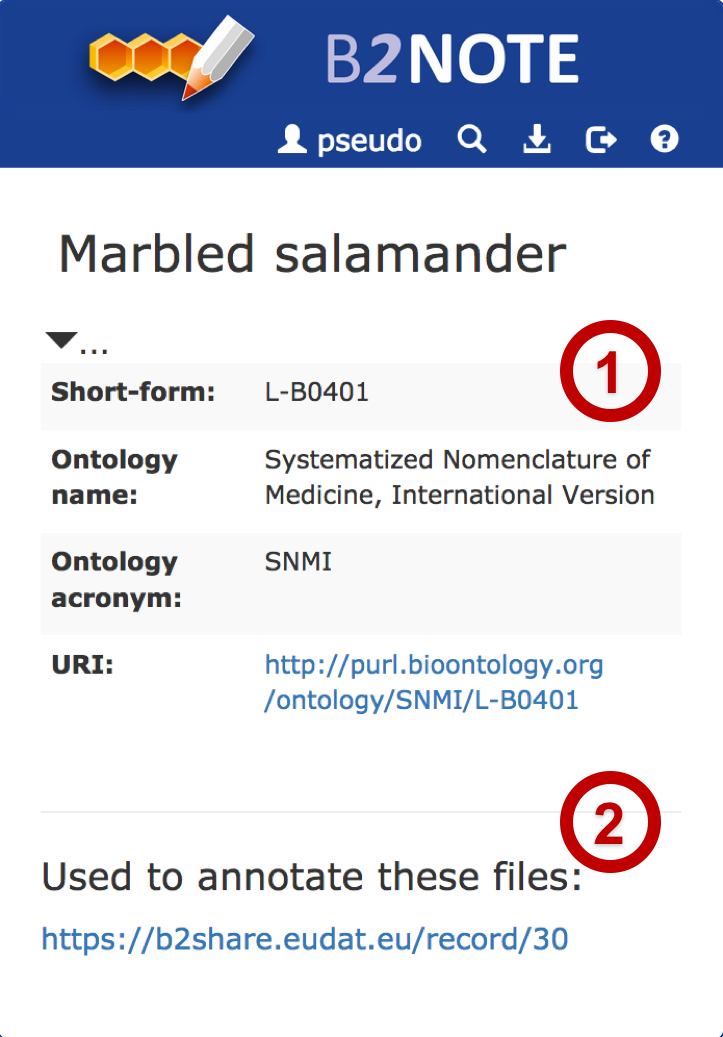 B2NOTE
pseudo
Marbled salamander
...
1
Short-form: L-B0401
Ontology name: Systematized Nomenclature of
Medicine, International Version
Ontology acronym: SNMI
URI: http://purl.bioontology.org
/ontology/SNMI/L-B0401
2
Used to annotate these files:
https://b2share.eudat.eu/record/30